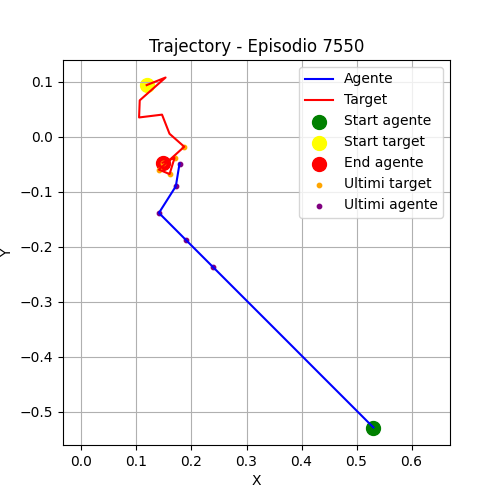 Trajectory - Episodio 7550
Agente
Target
Start agente
Start target
End agente
Ultimi target
Ultimi agente
0.1
0.0
−0.1
−0.2
−0.3
−0.4
−0.5
Y
0.0 0.1 0.2 0.3 0.4 0.5 0.6
X